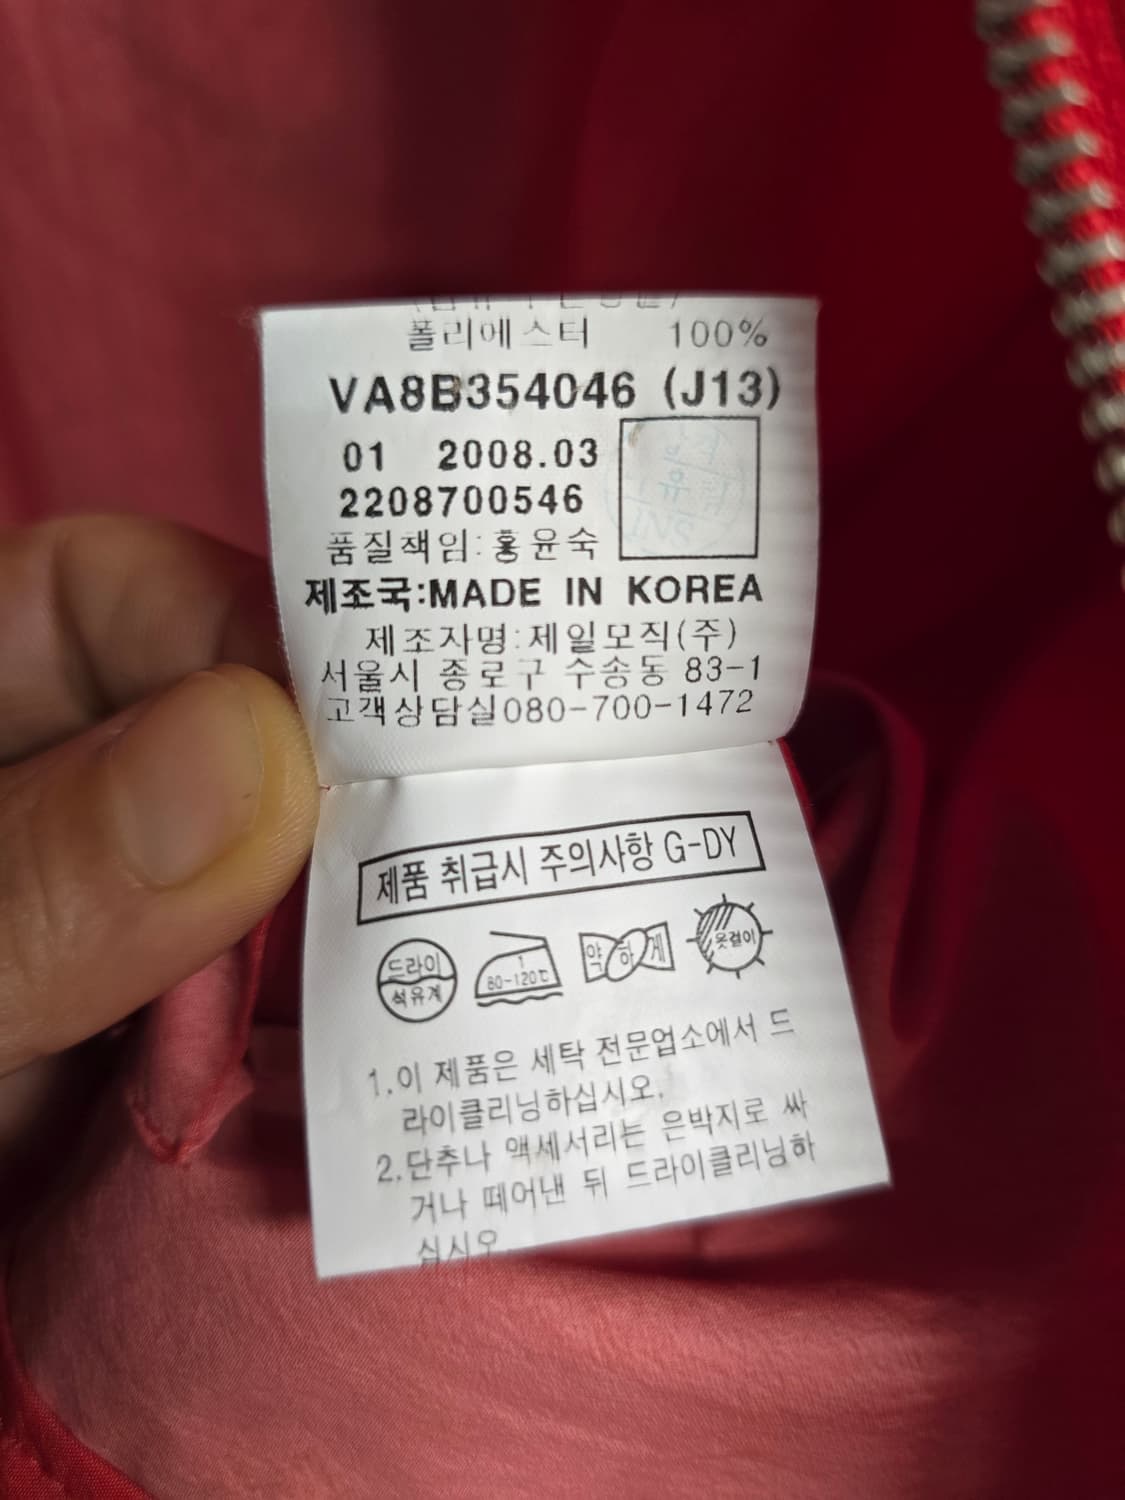 폴리에스터 100%
VA8B354046 (J13)
01 2008.03
2208700546
품질책임:홍윤숙
제조국:MADE IN KOREA
제조자명:제일모직(주)
서울시 종로구 수송동 83-1
고객상담실080-700-1472
제품 취급시 주의사항 G-DY
드라이
석유계
1
80-120℃
약하게
옷걸이
1.이 제품은 세탁 전문업소에서 드
라이클리닝하십시오.
2.단추나 액세서리는 은박지로 싸
거나 떼어낸 뒤 드라이클리닝하
십시오